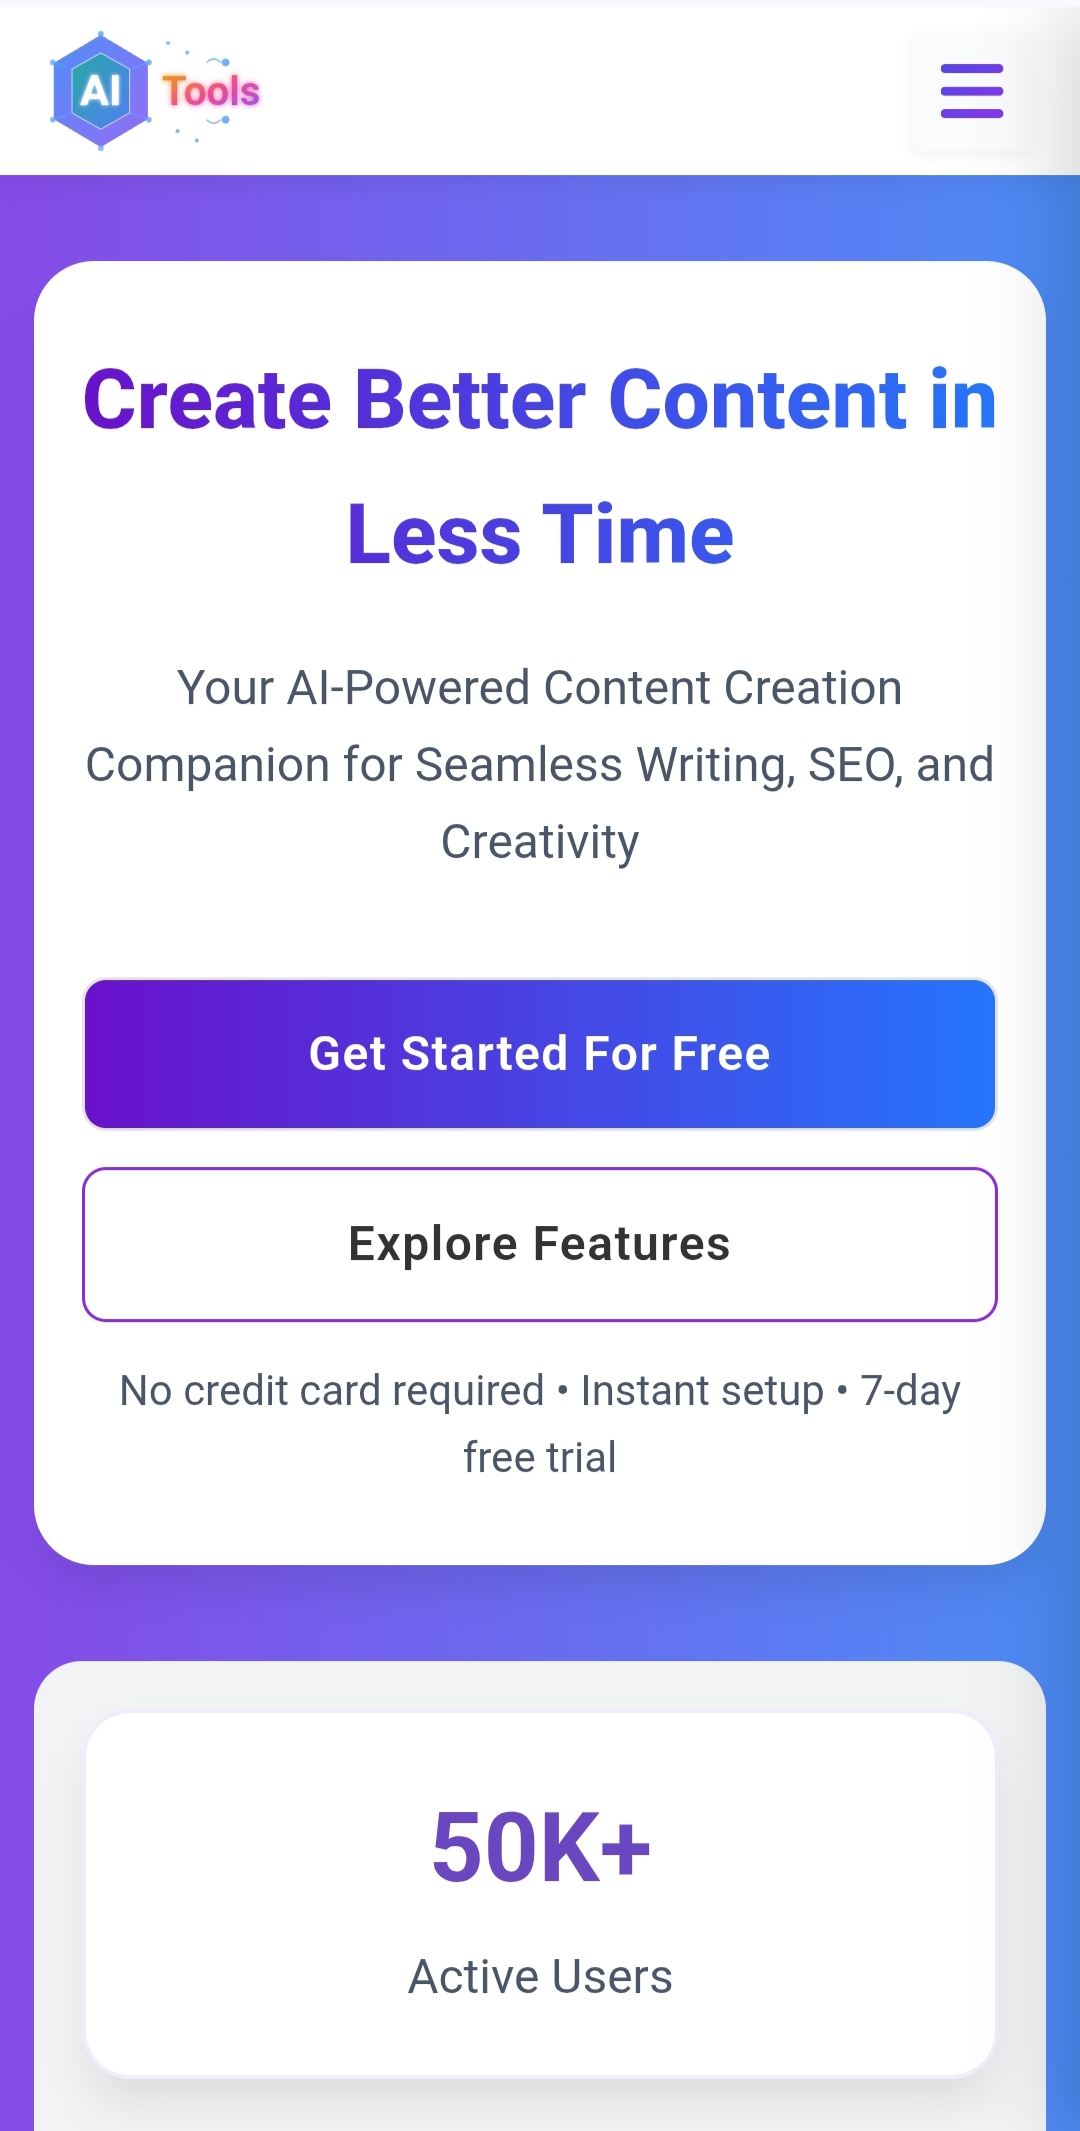 AI Tools
Create Better Content in
Less Time
Your AI-Powered Content Creation
Companion for Seamless Writing, SEO, and
Creativity
Get Started For Free
Explore Features
No credit card required • Instant setup • 7-day
free trial
50K+
Active Users